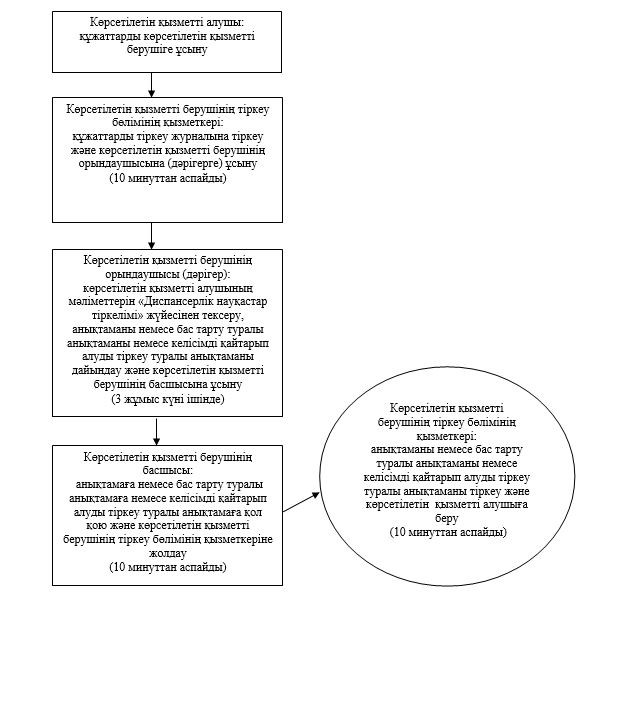 Көрсетілетін қызметті алушы:
құжаттарды көрсетілетін қызметті
берушіге ұсыну
Көрсетілетін қызметті берушінің тіркеу
бөлімінің қызметкері:
құжаттарды тіркеу журналына тіркеу
және көрсетілетін қызметті берушінің
орындаушысына (дәрігерге) ұсыну
(10 минуттан аспайды)
Көрсетілетін қызметті берушінің
орындаушысы (дәрігер):
көрсетілетін қызметті алушының
мәліметтерін «Диспансерлік науқастар
тіркелімі» жүйесінен тексеру,
анықтаманы немесе бас тарту туралы
анықтаманы немесе келісімді қайтарып
алуды тіркеу туралы анықтаманы
дайындау және көрсетілетін қызметті
берушінің басшысына ұсыну
(3 жұмыс күні ішінде)
Көрсетілетін қызметті берушінің
басшысы:
анықтамаға немесе бас тарту туралы
анықтамаға немесе келісімді қайтарып
алуды тіркеу туралы анықтамаға қол
қою және көрсетілетін қызметті
берушінің тіркеу бөлімінің қызметкеріне
жолдау
(10 минуттан аспайды)
Көрсетілетін қызметті
берушінің тіркеу бөлімінің
қызметкері:
анықтаманы немесе бас тарту
туралы анықтаманы немесе
келісімді қайтарып алуды тіркеу
туралы анықтаманы тіркеу және
көрсетілетін қызметті алушыға
беру
(10 минуттан аспайды)